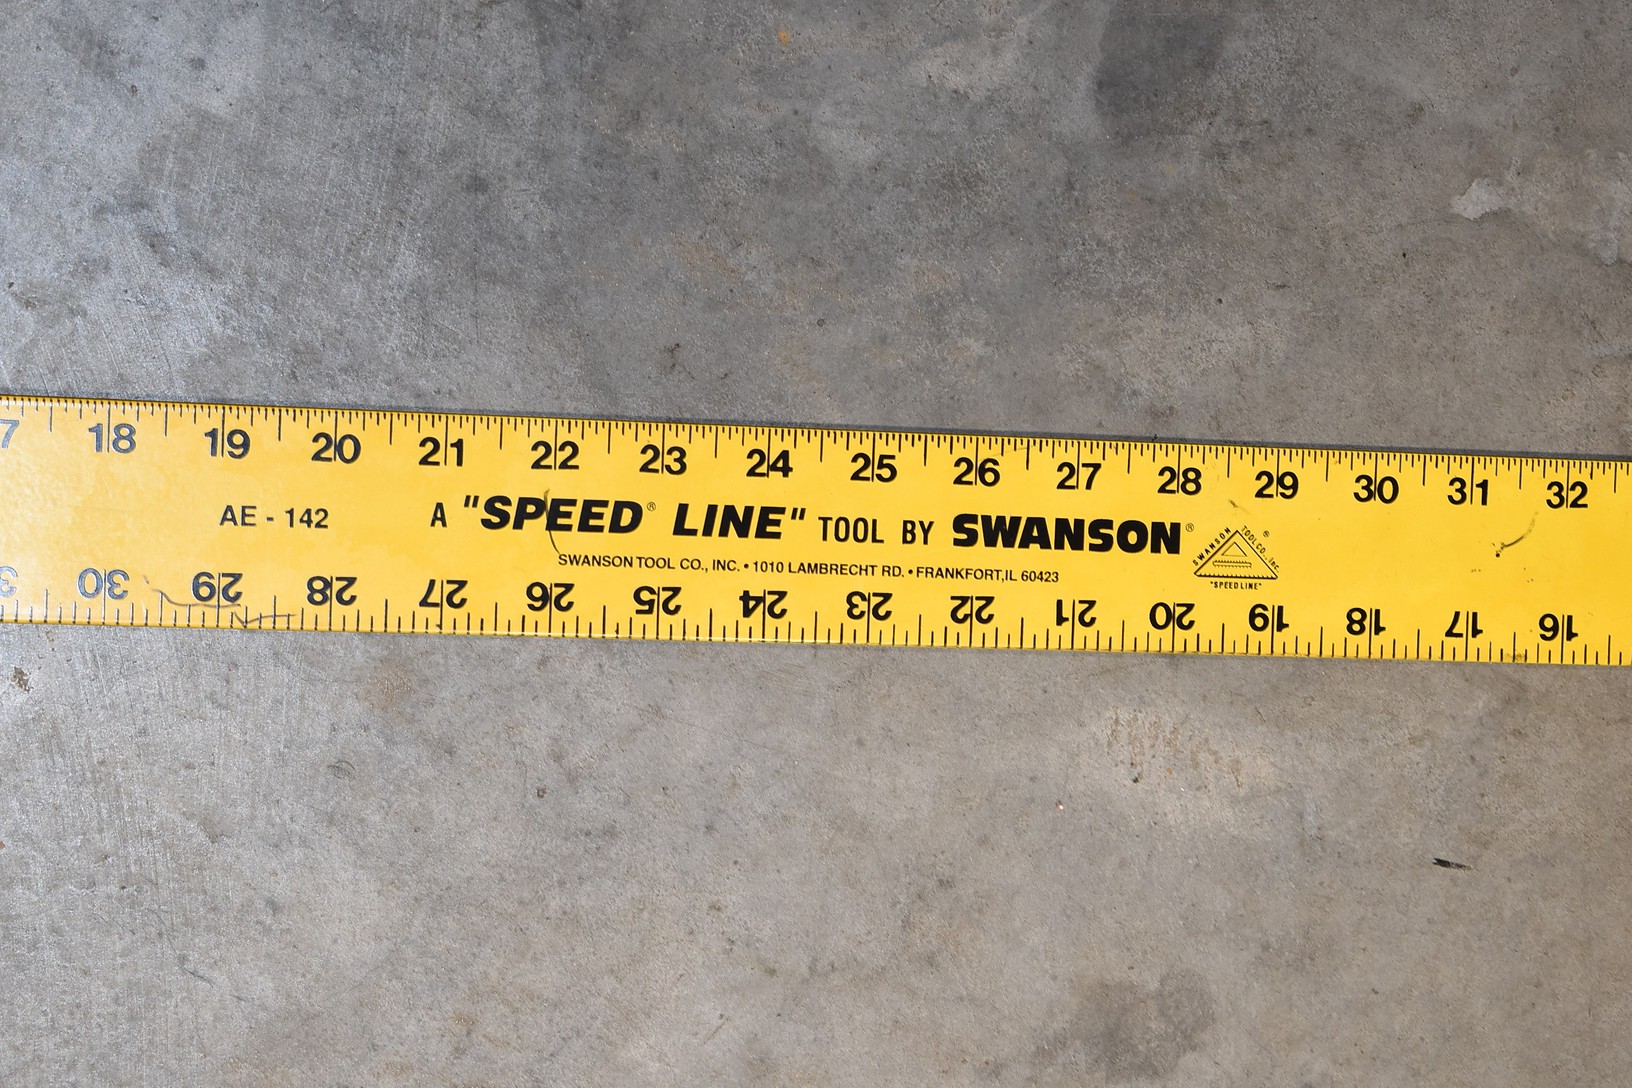 7 18 19 20 21 22 23 24 25 26 27 28 29 30 31 32
AE - 142
A "SPEED® LINE" TOOL BY SWANSON®
SWANSON TOOL CO., INC. • 1010 LAMBRECHT RD. • FRANKFORT, IL 60423
SWANSON TOOL CO., INC. ®
"SPEED LINE"
3 30 29 28 27 26 25 24 23 22 21 20 19 18 17 16